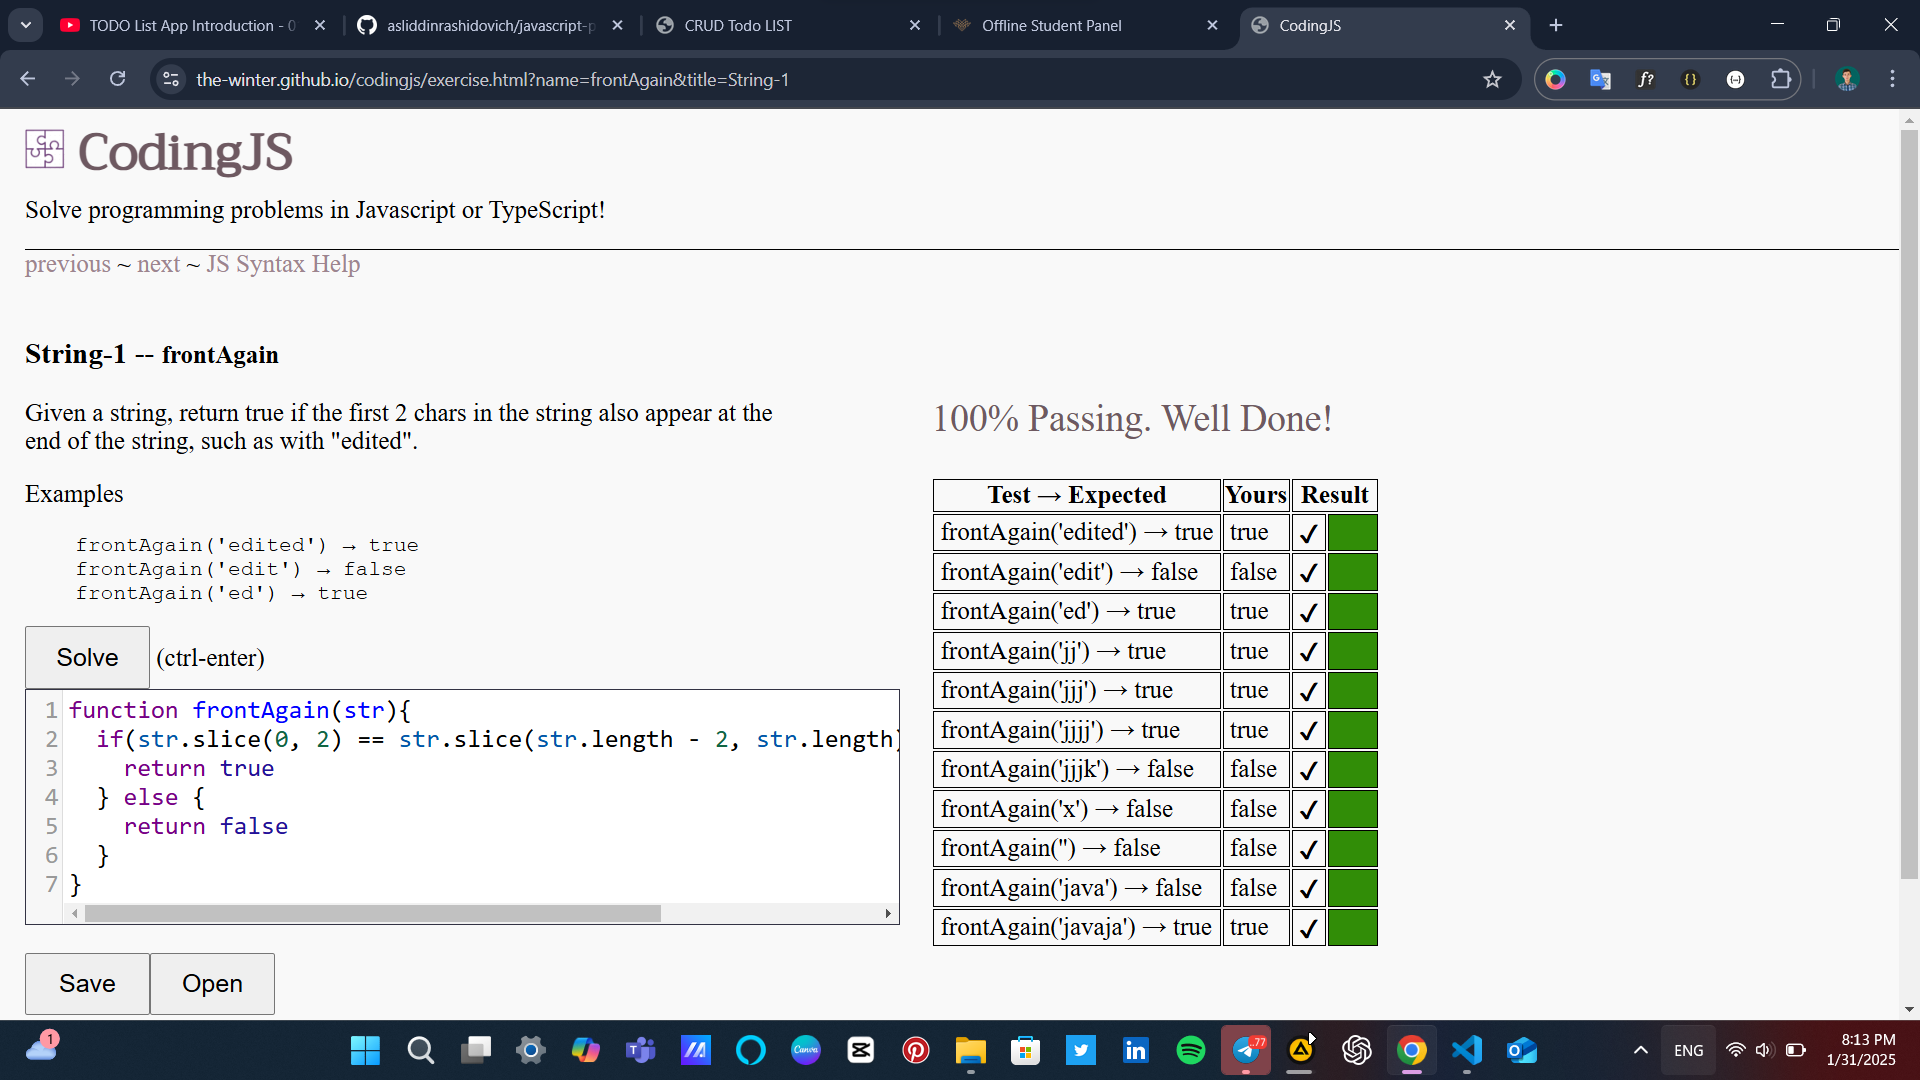 TODO List App Introduction - 0
asliddinrashidovich/javascript-p
CRUD Todo LIST
Offline Student Panel
CodingJS
the-winter.github.io/codingjs/exercise.html?name=frontAgain&title=String-1
CodingJS
Solve programming problems in Javascript or TypeScript!
previous ~ next ~ JS Syntax Help
String-1 -- frontAgain
Given a string, return true if the first 2 chars in the string also appear at the
end of the string, such as with "edited".
Examples
frontAgain('edited') → true
frontAgain('edit') → false
frontAgain('ed') → true
Solve (ctrl-enter)
1 function frontAgain(str){
2 if(str.slice(0, 2) == str.slice(str.length - 2, str.length)
3 return true
4 } else {
5 return false
6 }
7 }
Save Open
100% Passing. Well Done!
Test → Expected Yours Result
frontAgain('edited') → true true ✓
frontAgain('edit') → false false ✓
frontAgain('ed') → true true ✓
frontAgain('jj') → true true ✓
frontAgain('jjj') → true true ✓
frontAgain('jjjj') → true true ✓
frontAgain('jjjk') → false false ✓
frontAgain('x') → false false ✓
frontAgain('') → false false ✓
frontAgain('java') → false false ✓
frontAgain('javaja') → true true ✓
1
Canva
77
ENG
8:13 PM
1/31/2025